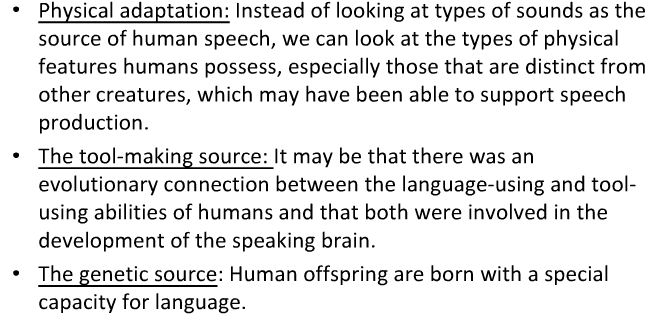 • Physical adaptation: Instead of looking at types of sounds as the
source of human speech, we can look at the types of physical
features humans possess, especially those that are distinct from
other creatures, which may have been able to support speech
production.
• The tool-making source: It may be that there was an
evolutionary connection between the language-using and tool-
using abilities of humans and that both were involved in the
development of the speaking brain.
• The genetic source: Human offspring are born with a special
capacity for language.